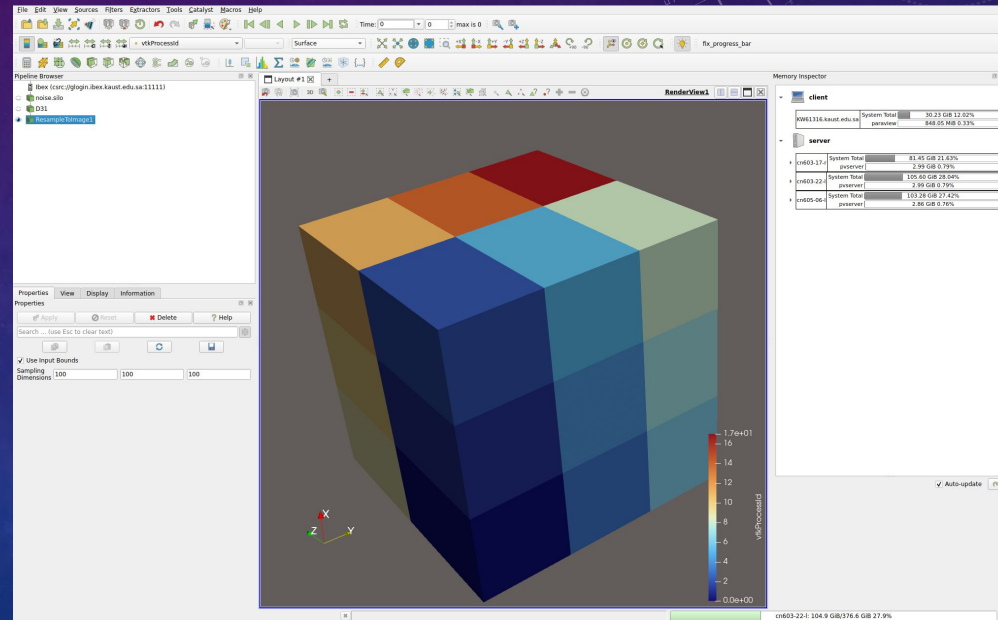 File Edit View Sources Filters Extractors Tools Catalyst Macros Help
Time: 0 0 max is 0
vtkProcessId Surface fix_progress_bar
Pipeline Browser
Ibex (csrc://glogin.ibex.kaust.edu.sa:11111)
noise.silo
D31
ResampleToImage1
Properties View Display Information
Properties
Apply Reset Delete ? Help
Search ... (use Esc to clear text)
Use Input Bounds
Sampling Dimensions 100 100 100
Layout #1 +
3D RenderView1
X
Z Y
1.7e+01
16
14
12
10
8
6
4
2
0.0e+00
vtkProcessId
Memory Inspector
client
KW61316.kaust.edu.sa System Total 30.23 GiB 12.02%
paraview 848.05 MiB 0.33%
server
cn603-17-l System Total 81.45 GiB 21.63%
pvserver 2.99 GiB 0.79%
cn603-22-l System Total 105.60 GiB 28.04%
pvserver 2.99 GiB 0.79%
cn605-06-l System Total 103.28 GiB 27.42%
pvserver 2.86 GiB 0.76%
Auto-update
cn603-22-l: 104.9 GiB/376.6 GiB 27.9%